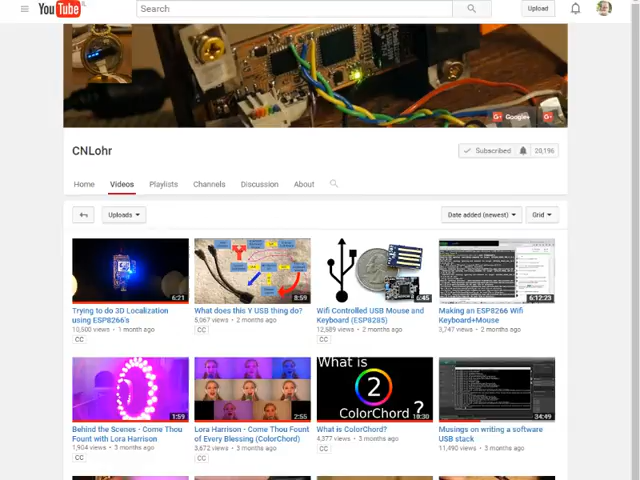 YouTube
Search
Upload
Google+
CNLohr
Subscribed 20,196
Home Videos Playlists Channels Discussion About
Uploads
Date added (newest) Grid
6:21
8:59
6:45
6:12:23
Trying to do 3D Localization using ESP8266's
10,500 views • 1 month ago
CC
What does this Y USB thing do?
5,067 views • 2 months ago
CC
Wifi Controlled USB Mouse and Keyboard (ESP8285)
12,589 views • 2 months ago
CC
Making an ESP8266 Wifi Keyboard+Mouse
3,747 views • 2 months ago
1:59
2:55
What is
2
ColorChord ?
10:30
34:49
Behind the Scenes - Come Thou Fount with Lora Harrison
1,904 views • 3 months ago
CC
Lora Harrison - Come Thou Fount of Every Blessing (ColorChord)
3,672 views • 3 months ago
CC
What is ColorChord?
4,377 views • 3 months ago
CC
Musings on writing a software USB stack
11,490 views • 3 months ago